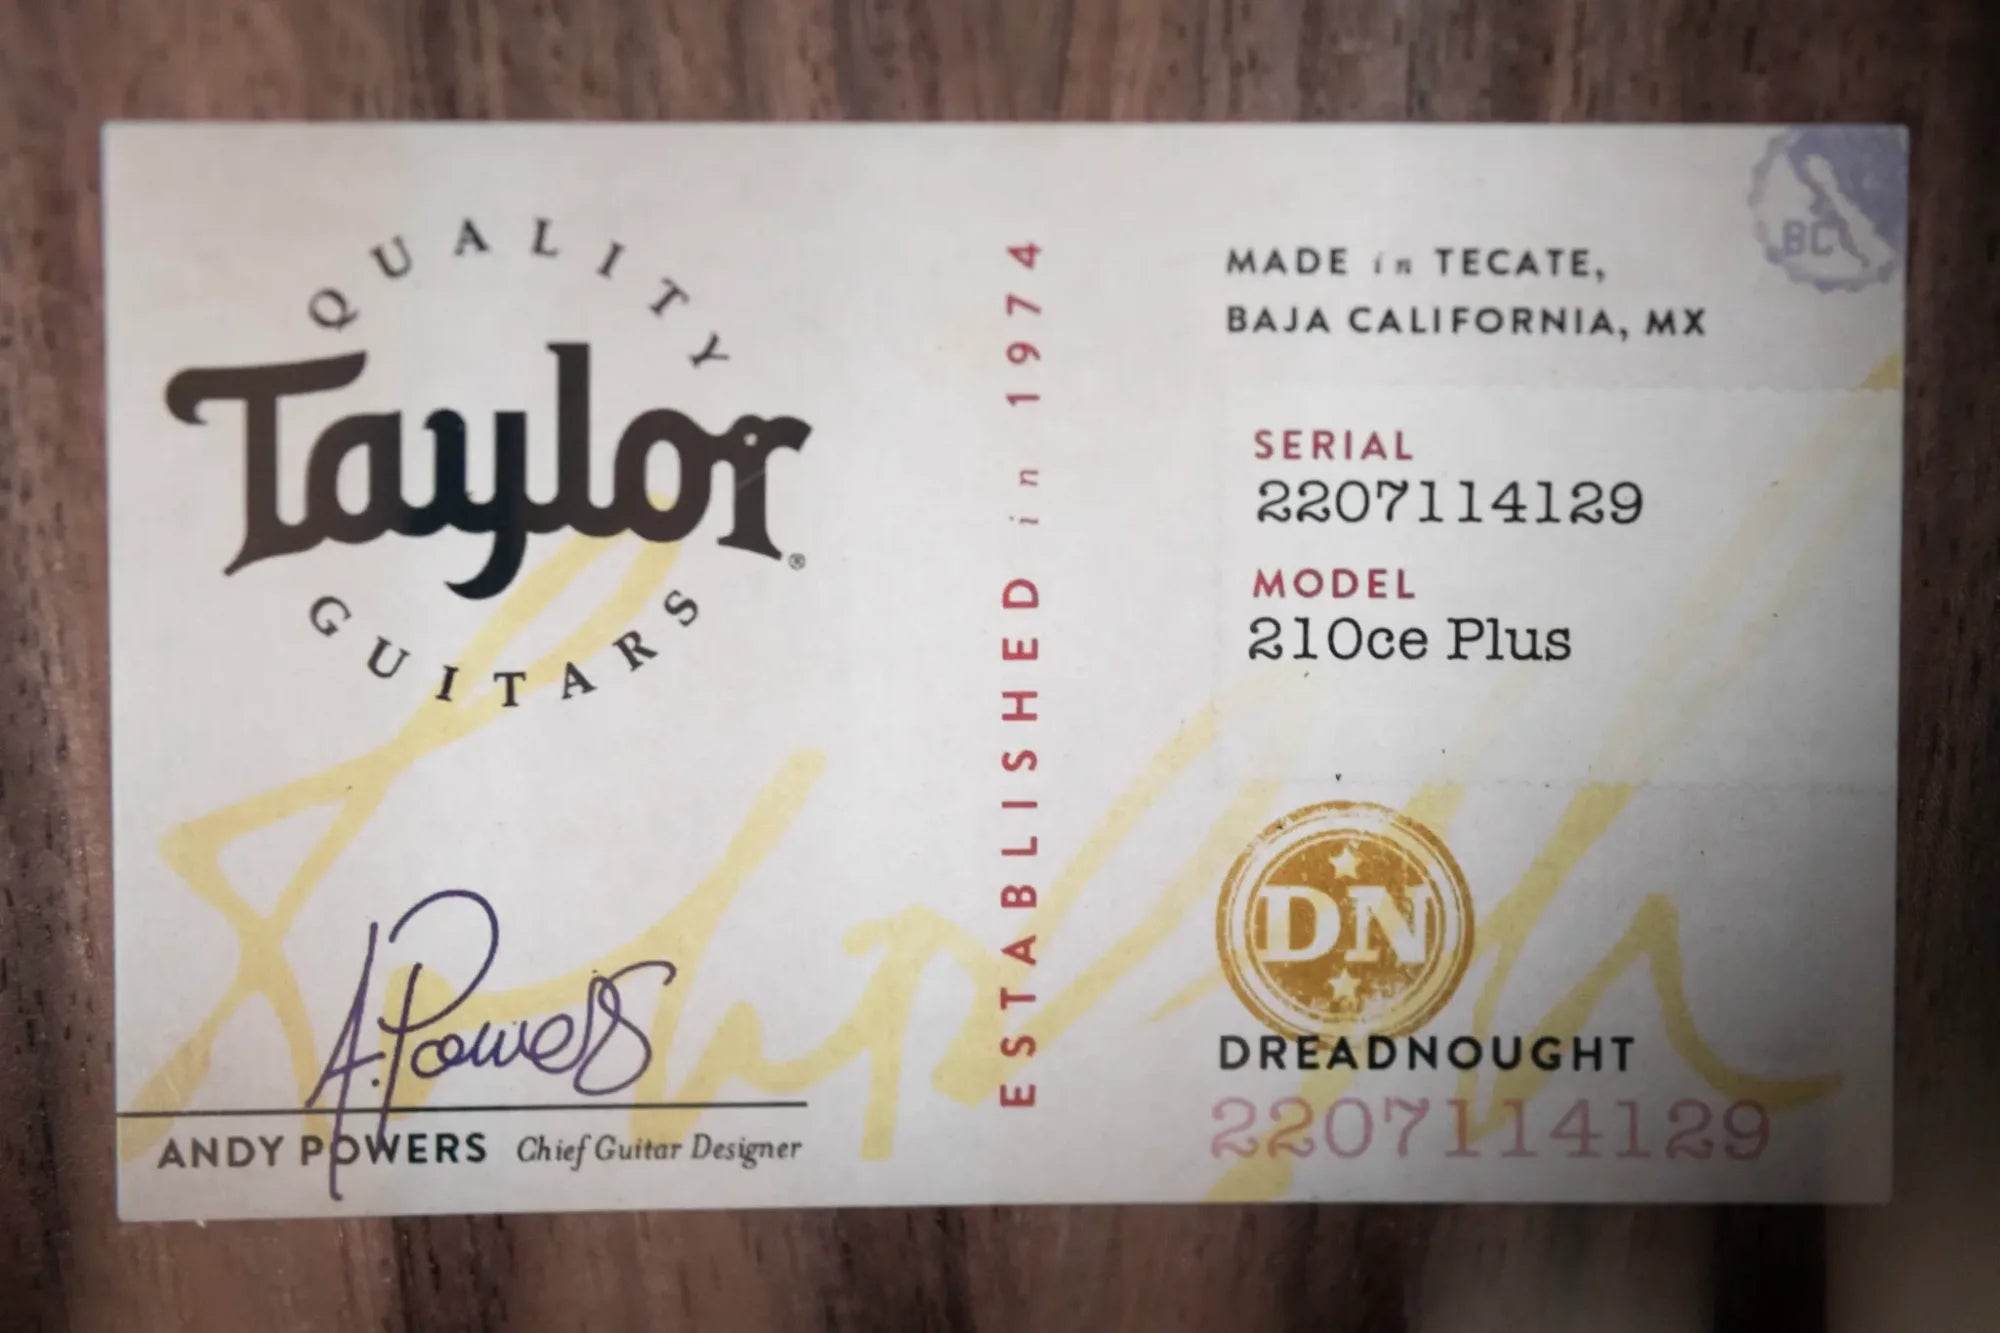 QUALITY
Taylor®
GUITARS
A. Powers
ANDY POWERS Chief Guitar Designer
ESTABLISHED in 1974
BC
MADE in TECATE,
BAJA CALIFORNIA, MX
SERIAL
2207114129
MODEL
210ce Plus
DN
DREADNOUGHT
2207114129